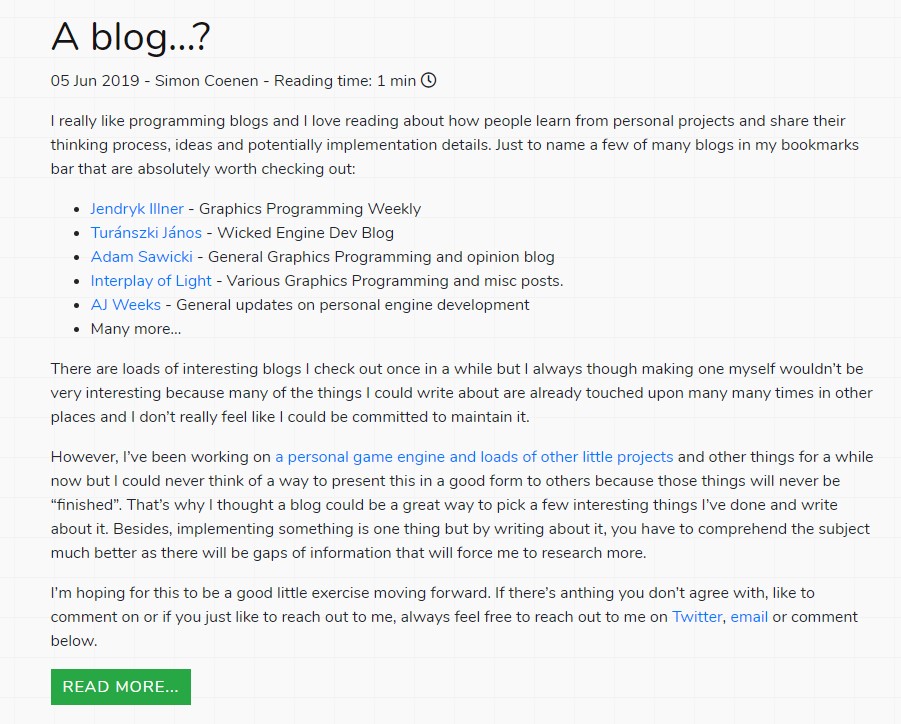 A blog...?
05 Jun 2019 - Simon Coenen - Reading time: 1 min
I really like programming blogs and I love reading about how people learn from personal projects and share their
thinking process, ideas and potentially implementation details. Just to name a few of many blogs in my bookmarks
bar that are absolutely worth checking out:
• Jendryk Illner - Graphics Programming Weekly
• Turánszki János - Wicked Engine Dev Blog
• Adam Sawicki - General Graphics Programming and opinion blog
• Interplay of Light - Various Graphics Programming and misc posts.
• AJ Weeks - General updates on personal engine development
• Many more...
There are loads of interesting blogs I check out once in a while but I always though making one myself wouldn't be
very interesting because many of the things I could write about are already touched upon many many times in other
places and I don't really feel like I could be committed to maintain it.
However, I've been working on a personal game engine and loads of other little projects and other things for a while
now but I could never think of a way to present this in a good form to others because those things will never be
“finished”. That's why I thought a blog could be a great way to pick a few interesting things I've done and write
about it. Besides, implementing something is one thing but by writing about it, you have to comprehend the subject
much better as there will be gaps of information that will force me to research more.
I'm hoping for this to be a good little exercise moving forward. If there's anthing you don't agree with, like to
comment on or if you just like to reach out to me, always feel free to reach out to me on Twitter, email or comment
below.
READ MORE...